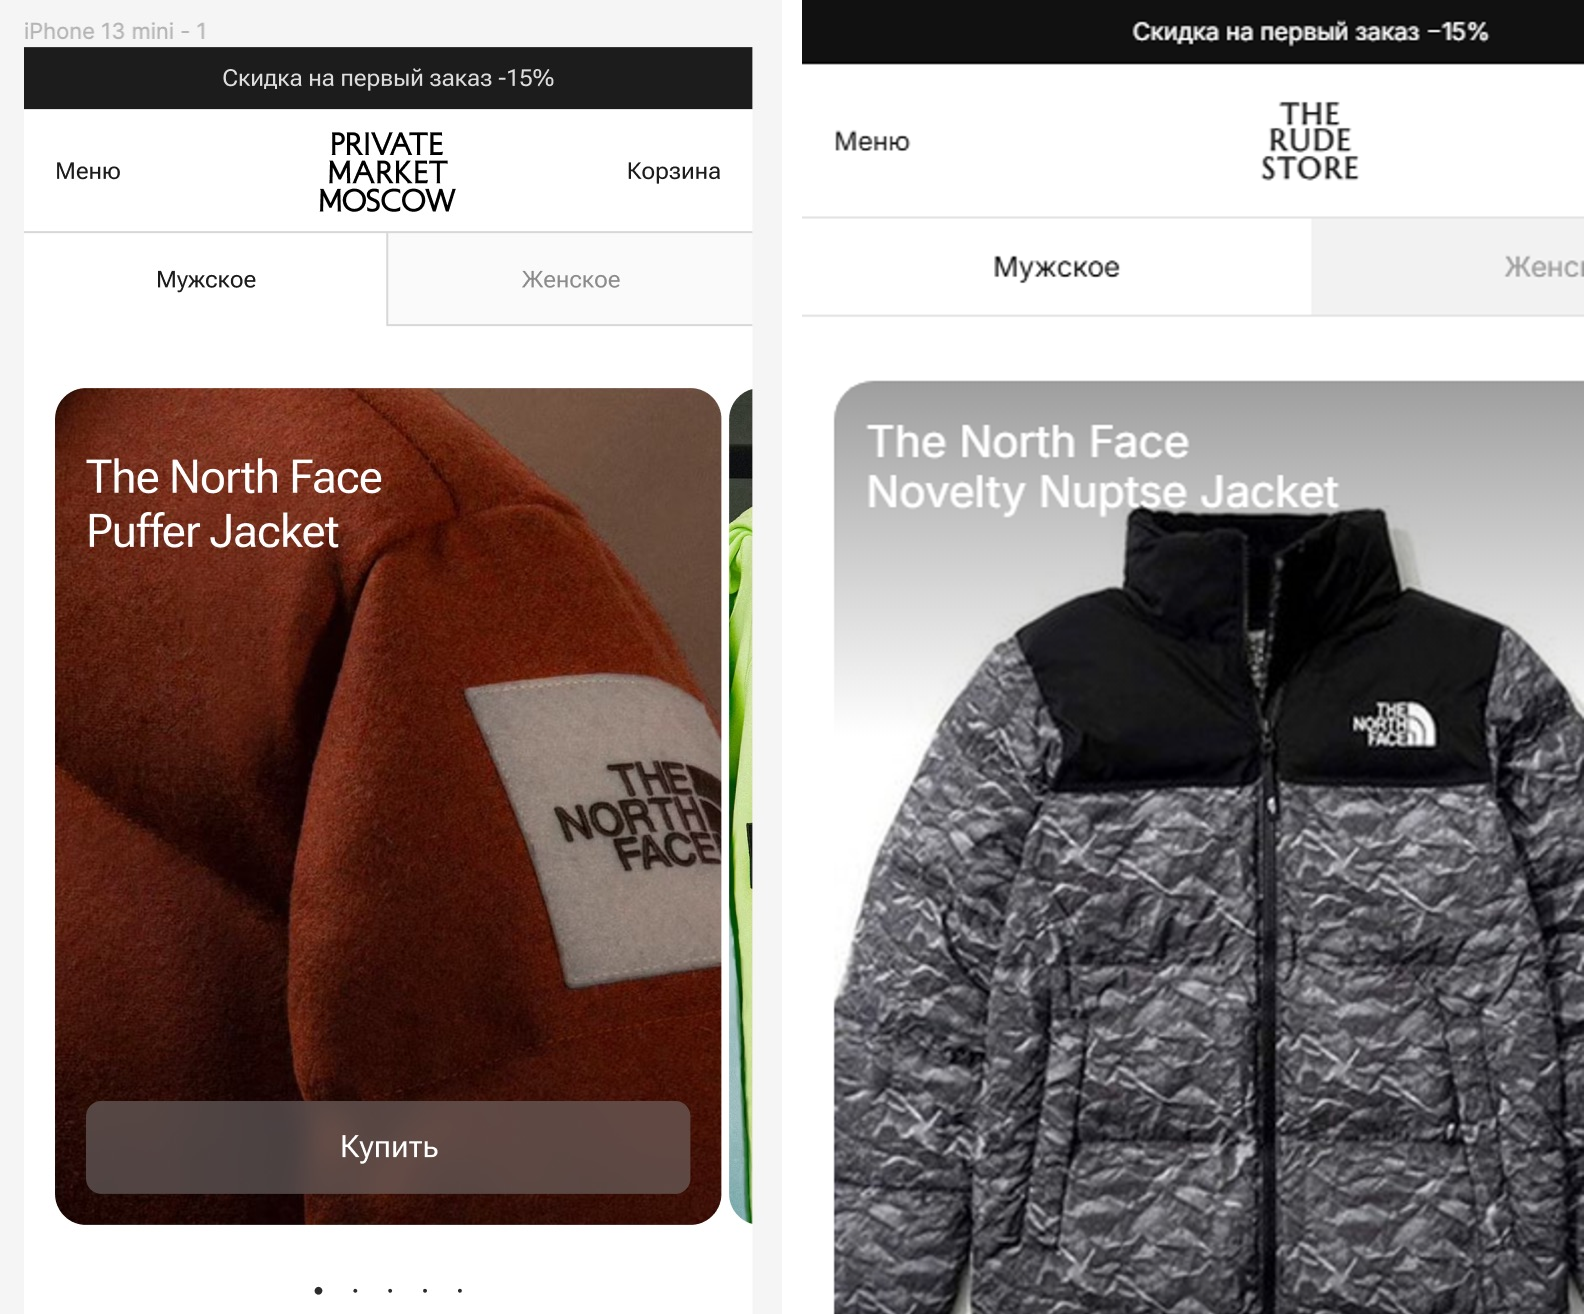 iPhone 13 mini - 1
Скидка на первый заказ -15%
Меню
PRIVATE
MARKET
MOSCOW
Корзина
Мужское
Женское
The North Face
Puffer Jacket
THE
NORTH
FACE
Купить
Скидка на первый заказ −15%
Меню
THE
RUDE
STORE
Мужское
Женс
The North Face
Novelty Nuptse Jacket
THE
NORTH
FACE